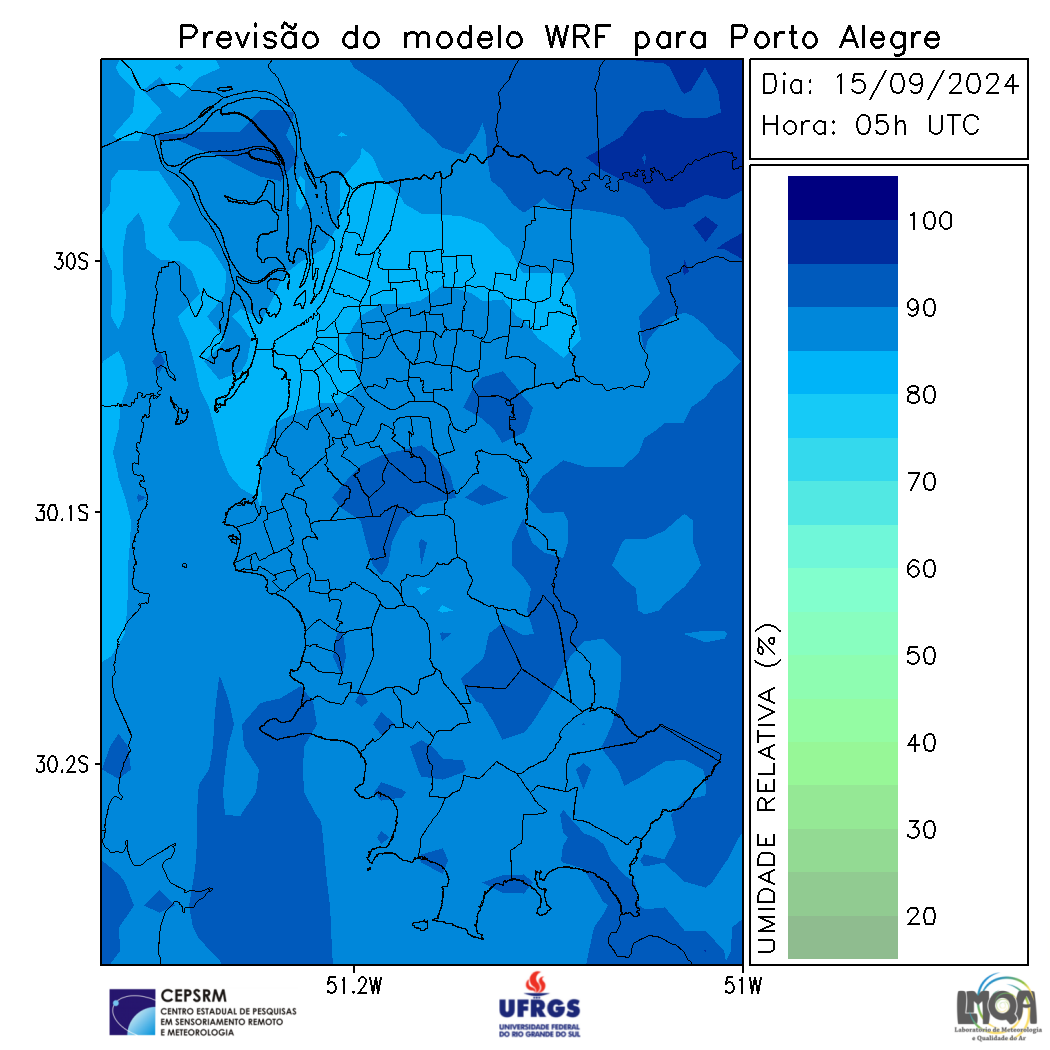 Previsão do modelo WRF para Porto Alegre
Dia: 15/09/2024
Hora: 05h UTC
30S
30.1S
30.2S
51.2W
51W
UMIDADE RELATIVA (%)
100
90
80
70
60
50
40
30
20
CEPSRM
CENTRO ESTADUAL DE PESQUISAS
EM SENSORIAMENTO REMOTO
E METEOROLOGIA
UFRGS
UNIVERSIDADE FEDERAL
DO RIO GRANDE DO SUL
LMQA
Laboratório de Meteorologia
e Qualidade do Ar